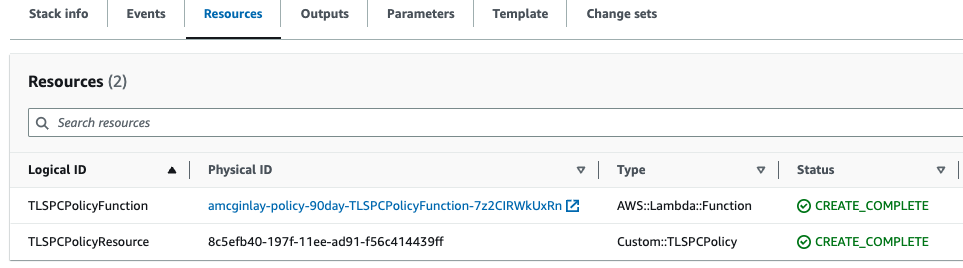 Stack info Events Resources Outputs Parameters Template Change sets
Resources (2)
Search resources
Logical ID Physical ID Type Status
TLSPCPolicyFunction amcginlay-policy-90day-TLSPCPolicyFunction-7z2CIRWkUxRn AWS::Lambda::Function CREATE_COMPLETE
TLSPCPolicyResource 8c5efb40-197f-11ee-ad91-f56c414439ff Custom::TLSPCPolicy CREATE_COMPLETE